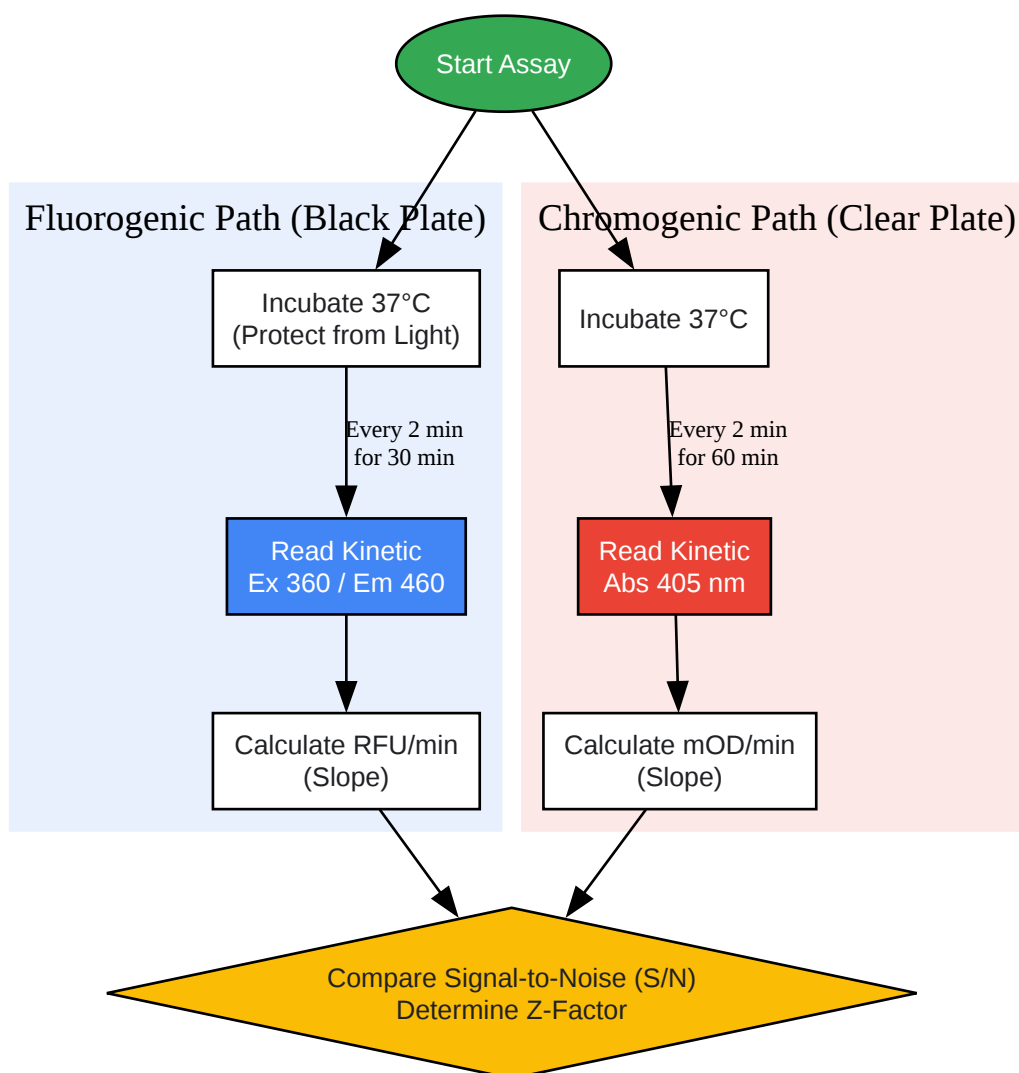 Start Assay
Fluorogenic Path (Black Plate)
Incubate 37°C
(Protect from Light)
Every 2 min
for 30 min
Read Kinetic
Ex 360 / Em 460
Calculate RFU/min
(Slope)
Chromogenic Path (Clear Plate)
Incubate 37°C
Every 2 min
for 60 min
Read Kinetic
Abs 405 nm
Calculate mOD/min
(Slope)
Compare Signal-to-Noise (S/N)
Determine Z-Factor